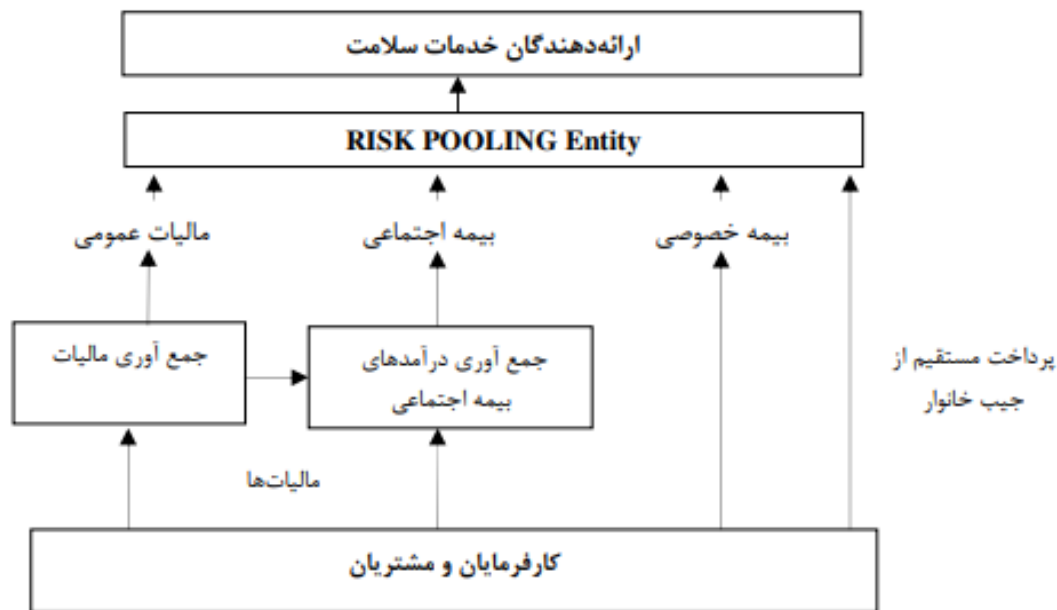 ارائه‌دهندگان خدمات سلامت
RISK POOLING Entity
بیمه خصوصی
بیمه اجتماعی
مالیات عمومی
جمع آوری درآمدهای
بیمه اجتماعی
جمع آوری مالیات
پرداخت مستقیم از
جیب خانوار
مالیات‌ها
کارفرمایان و مشتریان